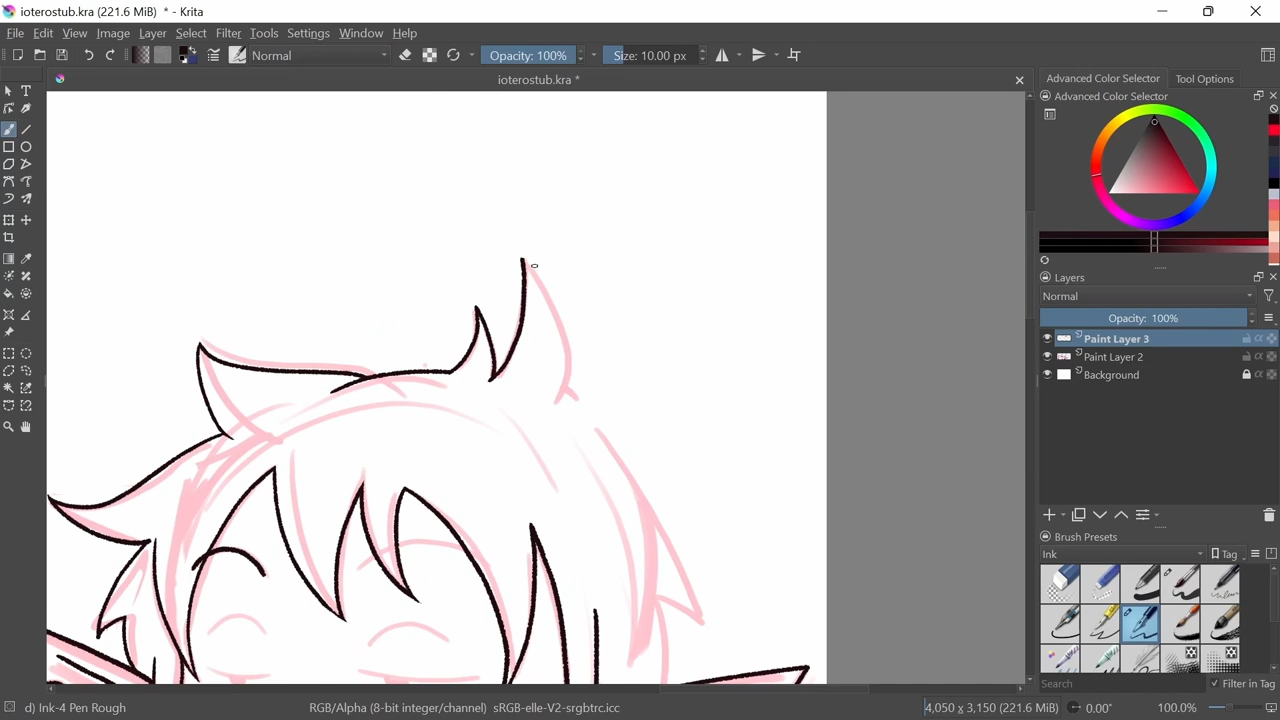 ioterostub.kra (221.6 MiB) * - Krita
File Edit View Image Layer Select Filter Tools Settings Window Help
Normal Opacity: 100% Size: 10.00 px
ioterostub.kra *
Advanced Color Selector Tool Options
Advanced Color Selector
Layers
Normal
Opacity: 100%
Paint Layer 3
Paint Layer 2
Background
Brush Presets
Ink Tag
Search Filter in Tag
d) Ink-4 Pen Rough RGB/Alpha (8-bit integer/channel) sRGB-elle-V2-srgbtrc.icc 4,050 x 3,150 (221.6 MiB) 0.00° 100.0%